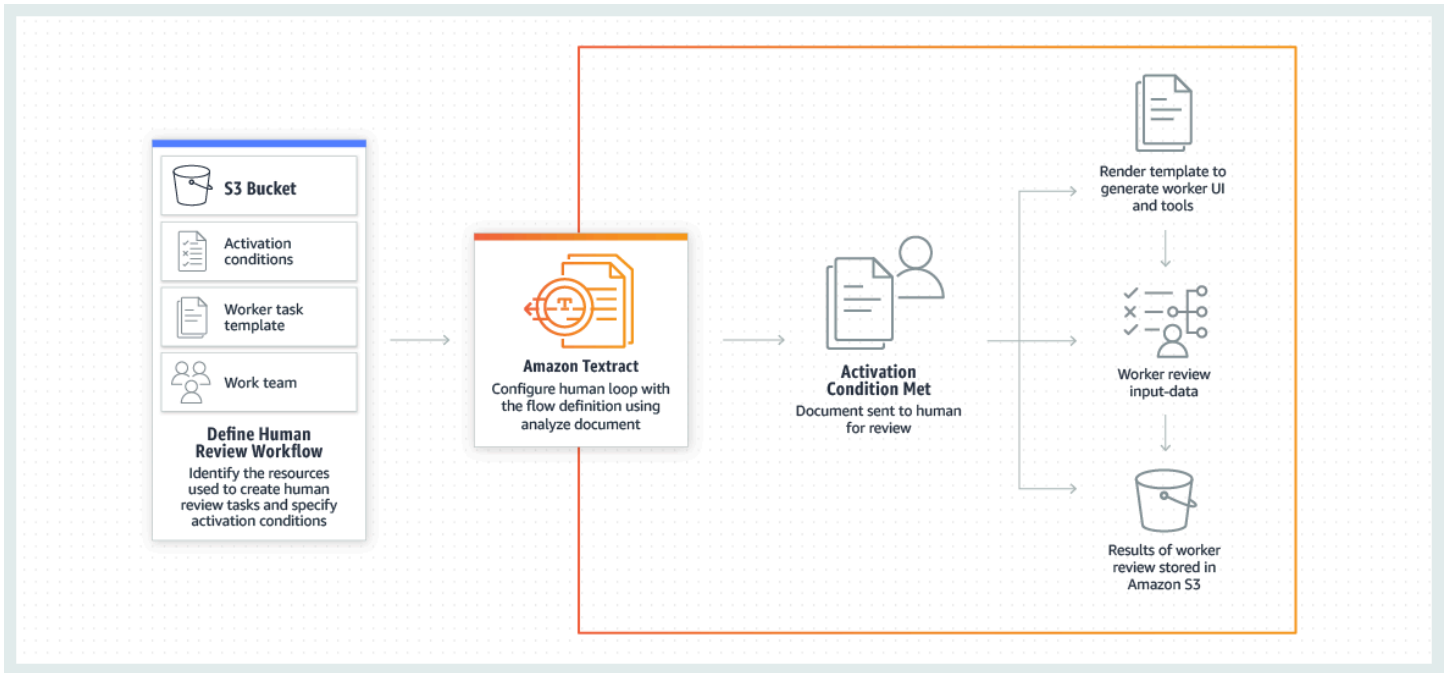 S3 Bucket
Activation
conditions
Worker task
template
Work team
Define Human
Review Workflow
Identify the resources
used to create human
review tasks and specify
activation conditions
T
Amazon Textract
Configure human loop with
the flow definition using
analyze document
Activation
Condition Met
Document sent to human
for review
Render template to
generate worker UI
and tools
Worker review
input-data
Results of worker
review stored in
Amazon S3